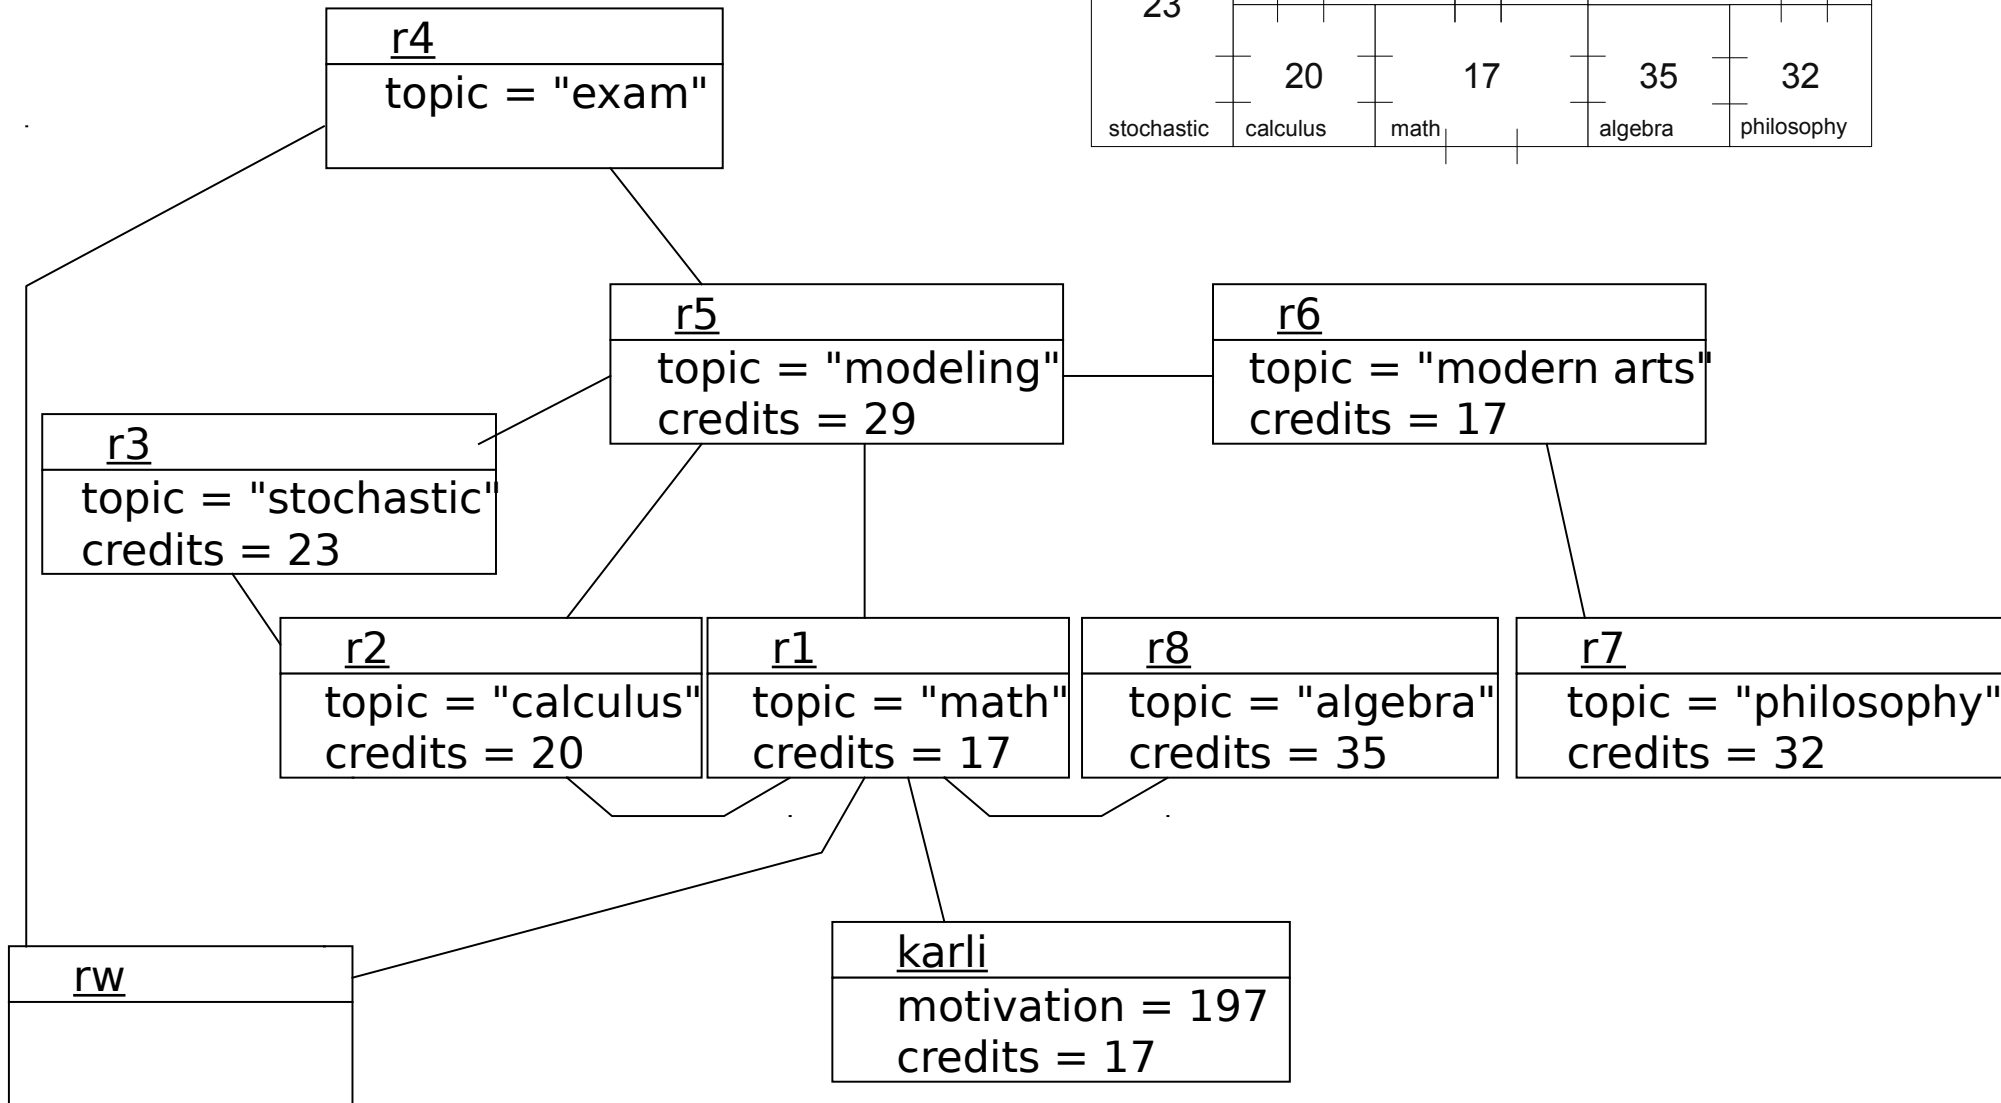 23
20 17 35 32
stochastic calculus math algebra philosophy
r4
topic = "exam"
r5
topic = "modeling"
credits = 29
r6
topic = "modern arts"
credits = 17
r3
topic = "stochastic"
credits = 23
r2
topic = "calculus"
credits = 20
r1
topic = "math"
credits = 17
r8
topic = "algebra"
credits = 35
r7
topic = "philosophy"
credits = 32
rw
karli
motivation = 197
credits = 17